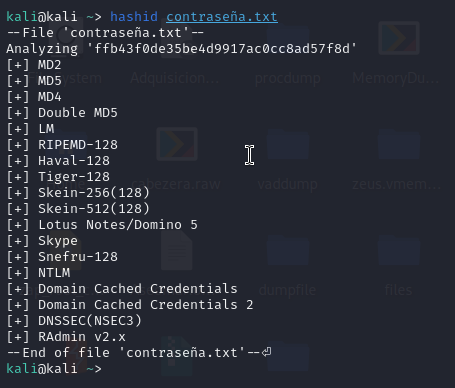 kali@kali ~> hashid contraseña.txt
--File 'contraseña.txt'--
Analyzing 'ffb43f0de35be4d9917ac0cc8ad57f8d'
[+] MD2
[+] MD5
[+] MD4
[+] Double MD5
[+] LM
[+] RIPEMD-128
[+] Haval-128
[+] Tiger-128
[+] Skein-256(128)
[+] Skein-512(128)
[+] Lotus Notes/Domino 5
[+] Skype
[+] Snefru-128
[+] NTLM
[+] Domain Cached Credentials
[+] Domain Cached Credentials 2
[+] DNSSEC(NSEC3)
[+] RAdmin v2.x
--End of file 'contraseña.txt'--⏎
kali@kali ~>
Adquisicion...
procdump
MemoryDu...
vaddump
zeus.vmem...
dumpfile
files